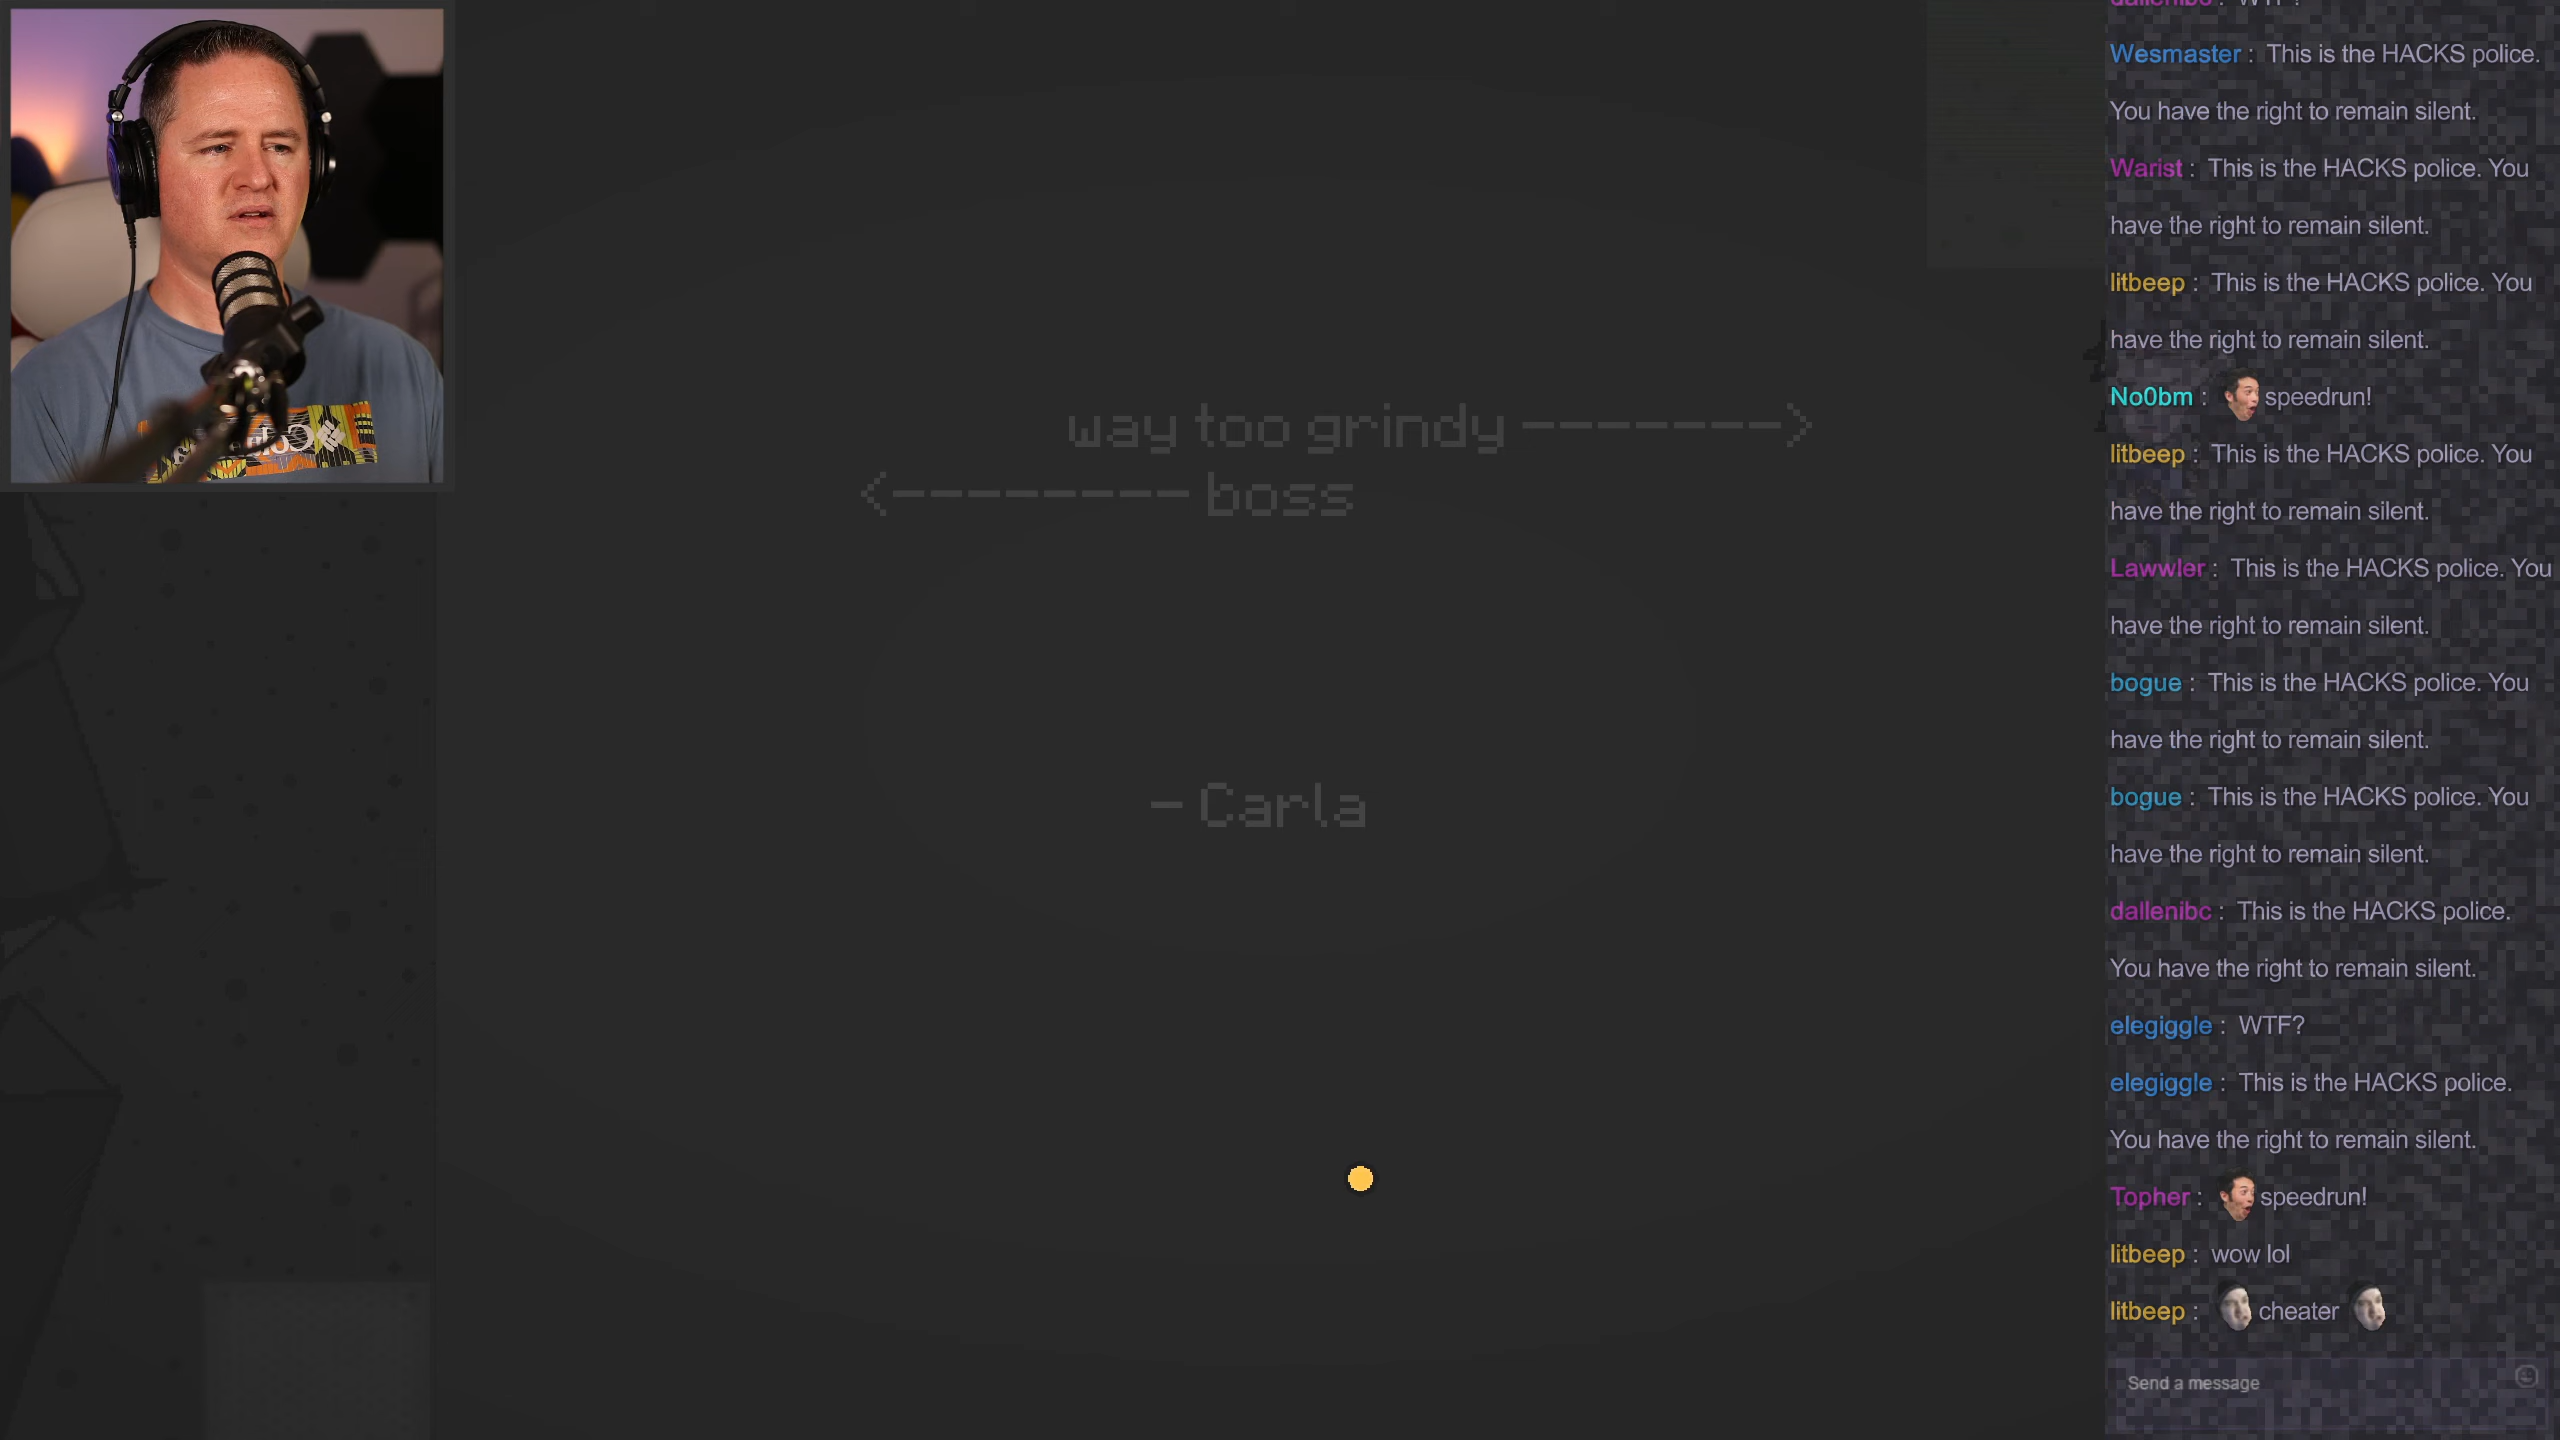 way too grindy ------->
<-------- boss
- Carla
Wesmaster : This is the HACKS police.
You have the right to remain silent.
Warist : This is the HACKS police. You
have the right to remain silent.
litbeep : This is the HACKS police. You
have the right to remain silent.
No0bm : speedrun!
litbeep : This is the HACKS police. You
have the right to remain silent.
Lawwler : This is the HACKS police. You
have the right to remain silent.
bogue : This is the HACKS police. You
have the right to remain silent.
bogue : This is the HACKS police. You
have the right to remain silent.
dallenibc : This is the HACKS police.
You have the right to remain silent.
elegiggle : WTF?
elegiggle : This is the HACKS police.
You have the right to remain silent.
Topher : speedrun!
litbeep : wow lol
litbeep : cheater
Send a message